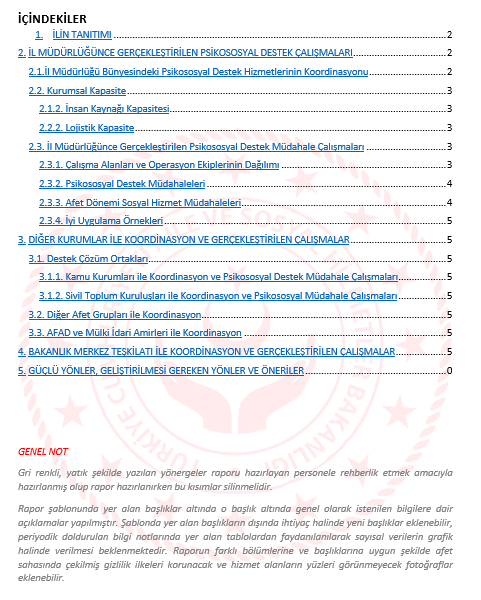 İÇİNDEKİLER
1. İLİN TANITIMI 2
2. İL MÜDÜRLÜĞÜNCE GERÇEKLEŞTİRİLEN PSİKOSOSYAL DESTEK ÇALIŞMALARI 2
2.1.İl Müdürlüğü Bünyesindeki Psikososyal Destek Hizmetlerinin Koordinasyonu 2
2.2. Kurumsal Kapasite 3
2.1.2. İnsan Kaynağı Kapasitesi 3
2.2.2. Lojistik Kapasite 3
2.3. İl Müdürlüğünce Gerçekleştirilen Psikososyal Destek Müdahale Çalışmaları 3
2.3.1. Çalışma Alanları ve Operasyon Ekiplerinin Dağılımı 3
2.3.2. Psikososyal Destek Müdahaleleri 4
2.3.3. Afet Dönemi Sosyal Hizmet Müdahaleleri 4
2.3.4. İyi Uygulama Örnekleri 5
3. DİĞER KURUMLAR İLE KOORDİNASYON VE GERÇEKLEŞTİRİLEN ÇALIŞMALAR 5
3.1. Destek Çözüm Ortakları 5
3.1.1. Kamu Kurumları ile Koordinasyon ve Psikososyal Destek Müdahale Çalışmaları 5
3.1.2. Sivil Toplum Kuruluşları ile Koordinasyon ve Psikososyal Müdahale Çalışmaları 5
3.2. Diğer Afet Grupları ile Koordinasyon 5
3.3. AFAD ve Mülki İdari Amirleri ile Koordinasyon 5
4. BAKANLIK MERKEZ TEŞKİLATI İLE KOORDİNASYON VE GERÇEKLEŞTİRİLEN ÇALIŞMALAR 5
5. GÜÇLÜ YÖNLER, GELİŞTİRİLMESİ GEREKEN YÖNLER VE ÖNERİLER 0
GENEL NOT
Gri renkli, yatık şekilde yazılan yönergeler raporu hazırlayan personele rehberlik etmek amacıyla
hazırlanmış olup rapor hazırlanırken bu kısımlar silinmelidir.
Rapor şablonunda yer alan başlıklar altında o başlık altında genel olarak istenilen bilgilere dair
açıklamalar yapılmıştır. Şablonda yer alan başlıkların dışında ihtiyaç halinde yeni başlıklar eklenebilir,
periyodik doldurulan bilgi notlarında yer alan tablolardan faydanılanılarak sayısal verilerin grafik
halinde verilmesi beklenmektedir. Raporun farklı bölümlerine ve başlıklarına uygun şekilde afet
sahasında çekilmiş gizlilik ilkeleri korunacak ve hizmet alanların yüzleri görünmeyecek fotoğraflar
eklenebilir.